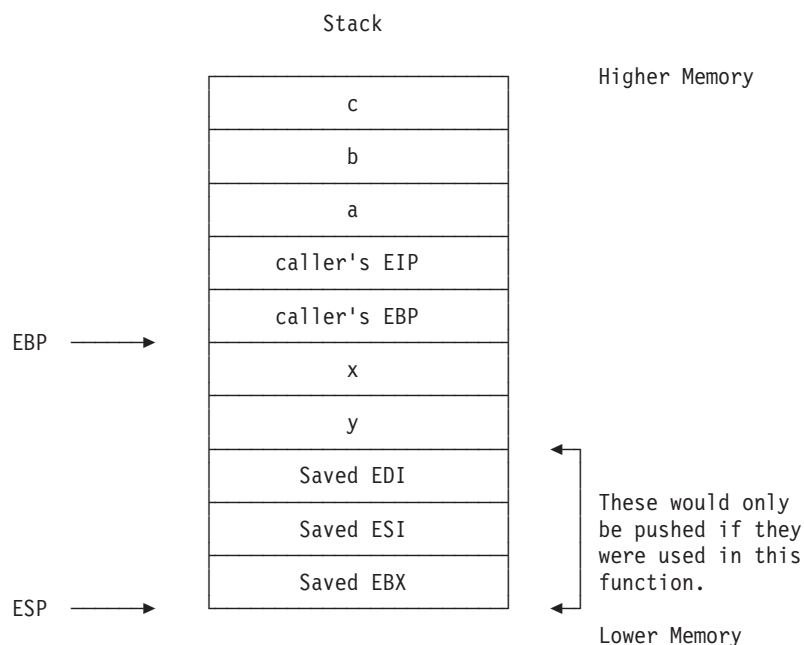 Stack
Higher Memory
c
b
a
caller's EIP
caller's EBP
EBP
x
y
Saved EDI
Saved ESI
These would only
be pushed if they
were used in this
function.
Saved EBX
ESP
Lower Memory